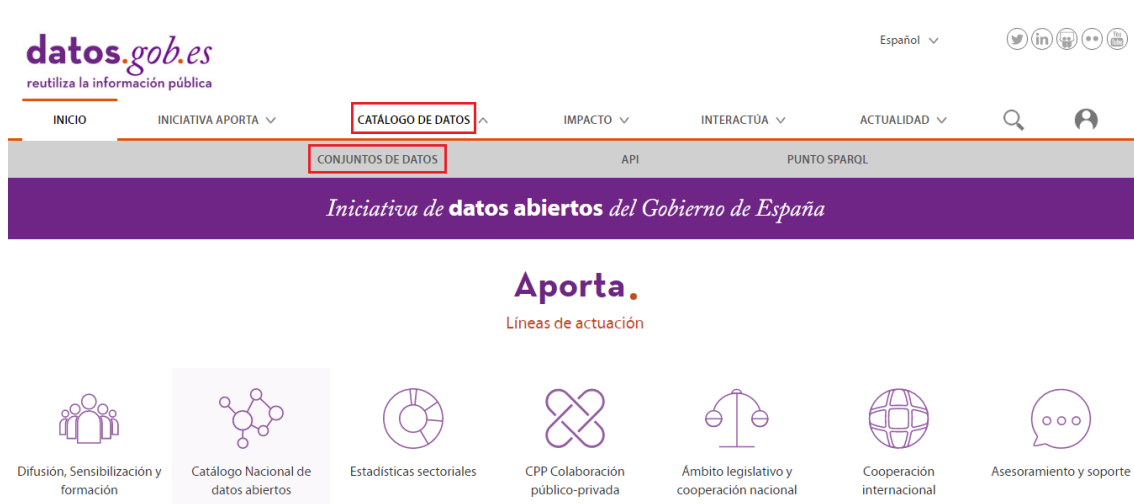 datos.gob.es
reutiliza la información pública
Español
in
You
Tube
INICIO
INICIATIVA APORTA
CATÁLOGO DE DATOS
IMPACTO
INTERACTÚA
ACTUALIDAD
CONJUNTOS DE DATOS
API
PUNTO SPARQL
Iniciativa de datos abiertos del Gobierno de España
Aporta.
Líneas de actuación
Difusión, Sensibilización y
formación
Catálogo Nacional de
datos abiertos
Estadísticas sectoriales
CPP Colaboración
público-privada
Ámbito legislativo y
cooperación nacional
Cooperación
internacional
Asesoramiento y soporte